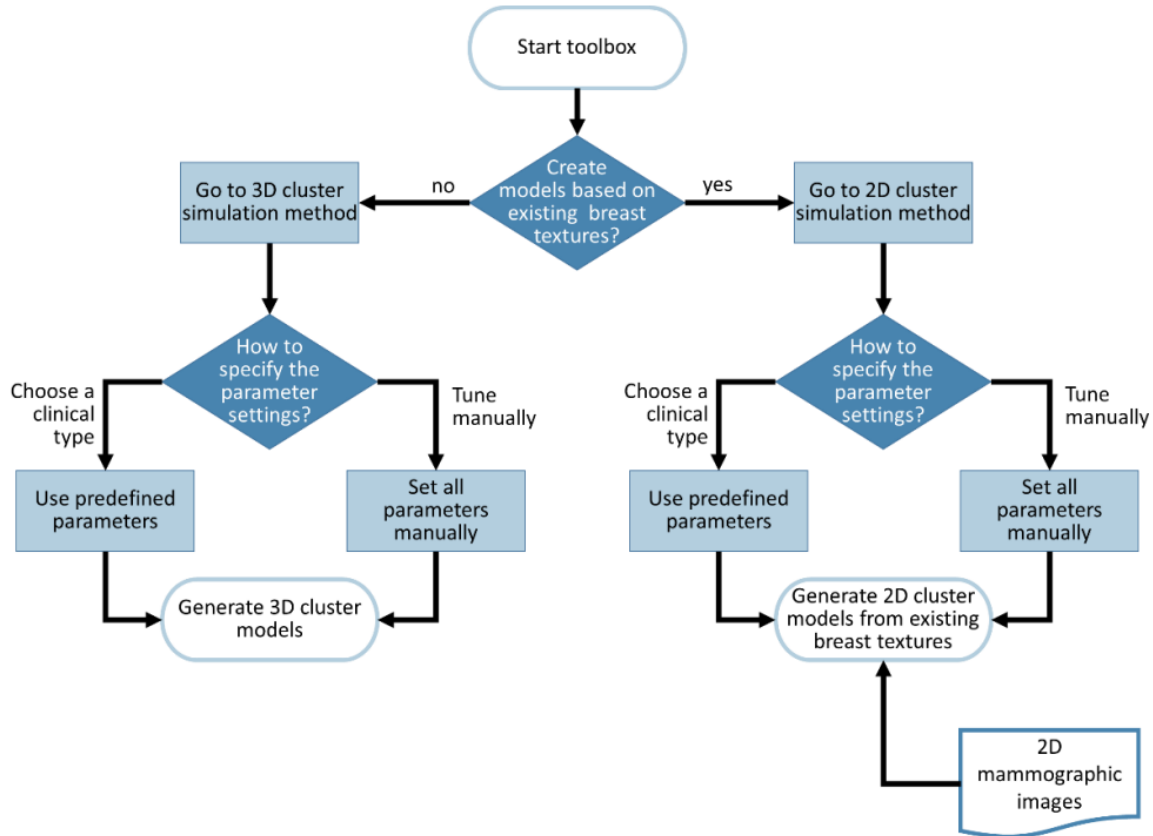 Start toolbox
Create
models based on
existing breast
textures?
no
yes
Go to 3D cluster
simulation method
Go to 2D cluster
simulation method
How to
specify the
parameter
settings?
Choose a
clinical
type
Tune
manually
Use predefined
parameters
Set all
parameters
manually
Generate 3D cluster
models
How to
specify the
parameter
settings?
Choose a
clinical
type
Tune
manually
Use predefined
parameters
Set all
parameters
manually
Generate 2D cluster
models from existing
breast textures
2D
mammographic
images